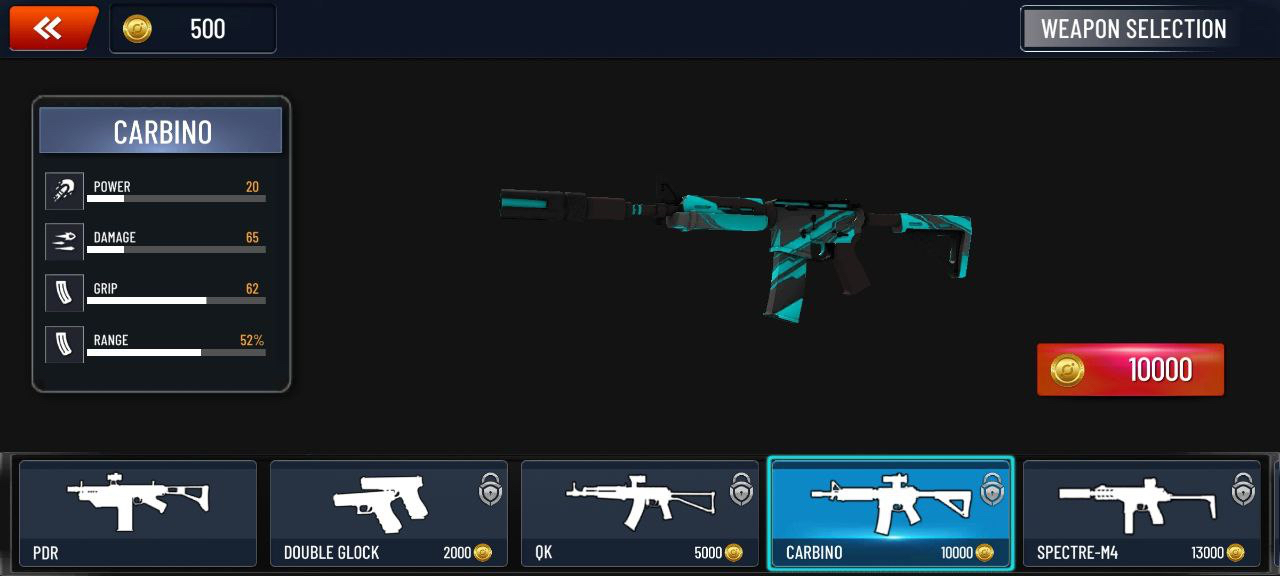 500
WEAPON SELECTION
CARBINO
POWER 20
DAMAGE 65
GRIP 62
RANGE 52%
10000
PDR
DOUBLE GLOCK 2000
QK 5000
CARBINO 10000
SPECTRE-M4 13000